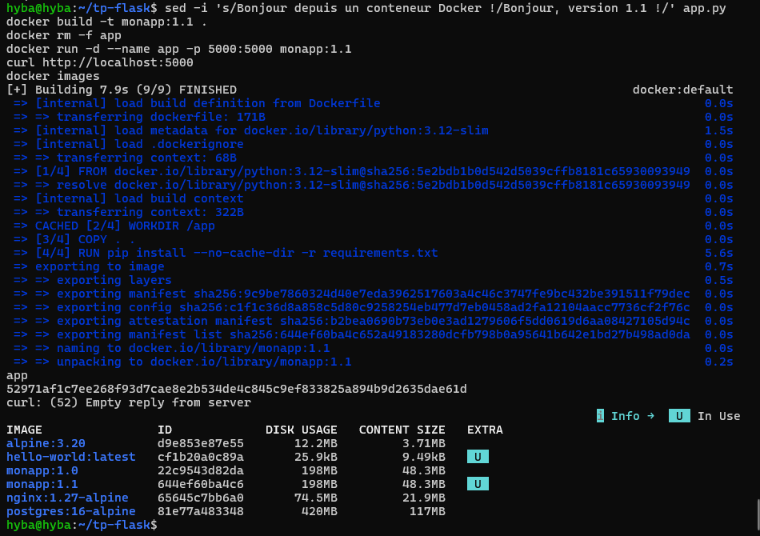 hyba@hyba:~/tp-flask$ sed -i 's/Bonjour depuis un conteneur Docker !/Bonjour, version 1.1 !/' app.py
docker build -t monapp:1.1 .
docker rm -f app
docker run -d --name app -p 5000:5000 monapp:1.1
curl http://localhost:5000
docker images
[+] Building 7.9s (9/9) FINISHED docker:default
=> [internal] load build definition from Dockerfile 0.0s
=> => transferring dockerfile: 171B 0.0s
=> [internal] load metadata for docker.io/library/python:3.12-slim 1.5s
=> [internal] load .dockerignore 0.0s
=> => transferring context: 68B 0.0s
=> [1/4] FROM docker.io/library/python:3.12-slim@sha256:5e2bdb1b0d542d5039cffb8181c65930093949 0.0s
=> => resolve docker.io/library/python:3.12-slim@sha256:5e2bdb1b0d542d5039cffb8181c65930093949 0.0s
=> [internal] load build context 0.0s
=> => transferring context: 322B 0.0s
=> CACHED [2/4] WORKDIR /app 0.0s
=> [3/4] COPY . . 0.0s
=> [4/4] RUN pip install --no-cache-dir -r requirements.txt 5.6s
=> exporting to image 0.7s
=> => exporting layers 0.5s
=> => exporting manifest sha256:9c9be7860324d40e7eda3962517603a4c46c3747fe9bc432be391511f79dec 0.0s
=> => exporting config sha256:c1f1c36d8a858c5d80c9258254eb477d7eb0458ad2fa12104aacc7736cf2f76c 0.0s
=> => exporting attestation manifest sha256:b2bea0690b73eb0e3ad1279606f5dd0619d6aa08427105d94c 0.0s
=> => exporting manifest list sha256:644ef60ba4c652a49183280dcfb798b0a95641b642e1bd27b498ad0da 0.0s
=> => naming to docker.io/library/monapp:1.1 0.0s
=> => unpacking to docker.io/library/monapp:1.1 0.2s
app
52971af1c7ee268f93d7cae8e2b534de4c845c9ef833825a894b9d2635dae61d
curl: (52) Empty reply from server
i Info → U In Use
IMAGE ID DISK USAGE CONTENT SIZE EXTRA
alpine:3.20 d9e853e87e55 12.2MB 3.71MB
hello-world:latest cf1b20a0c89a 25.9kB 9.49kB U
monapp:1.0 22c9543d82da 198MB 48.3MB
monapp:1.1 644ef60ba4c6 198MB 48.3MB U
nginx:1.27-alpine 65645c7bb6a0 74.5MB 21.9MB
postgres:16-alpine 81e77a483348 420MB 117MB
hyba@hyba:~/tp-flask$